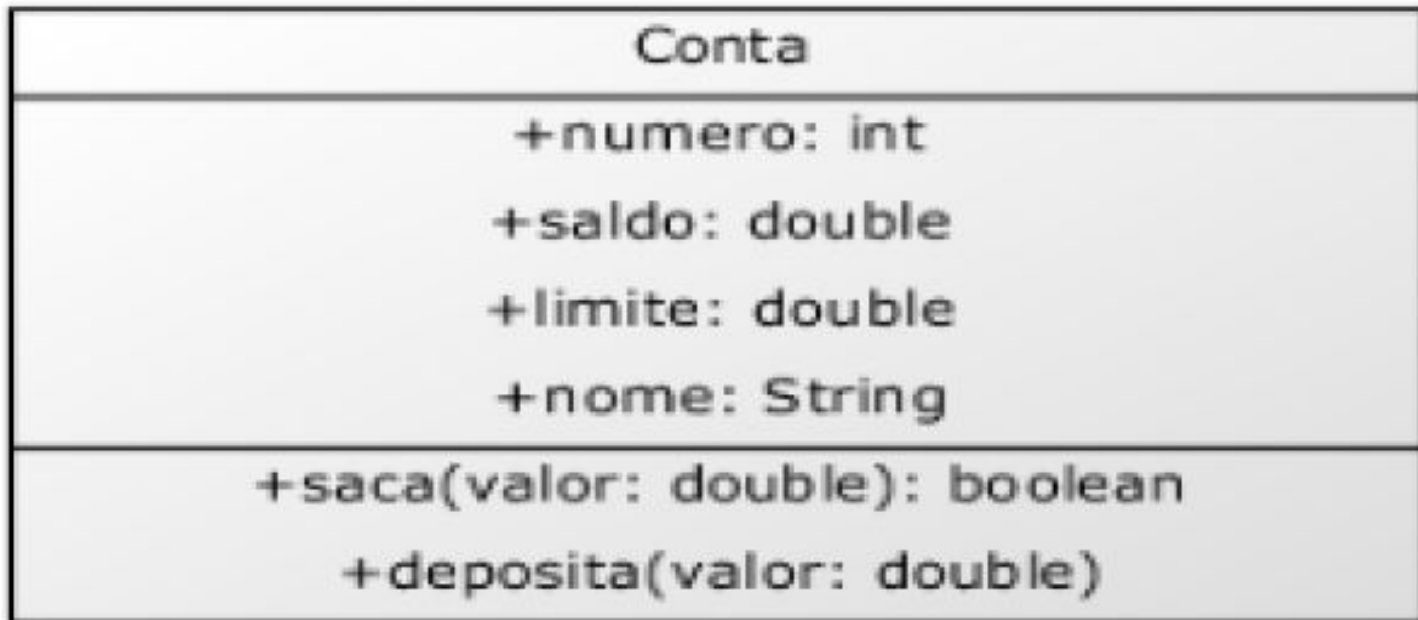 Conta
+numero: int
+saldo: double
+limite: double
+nome: String
+saca(valor: double): boolean
+deposita(valor: double)